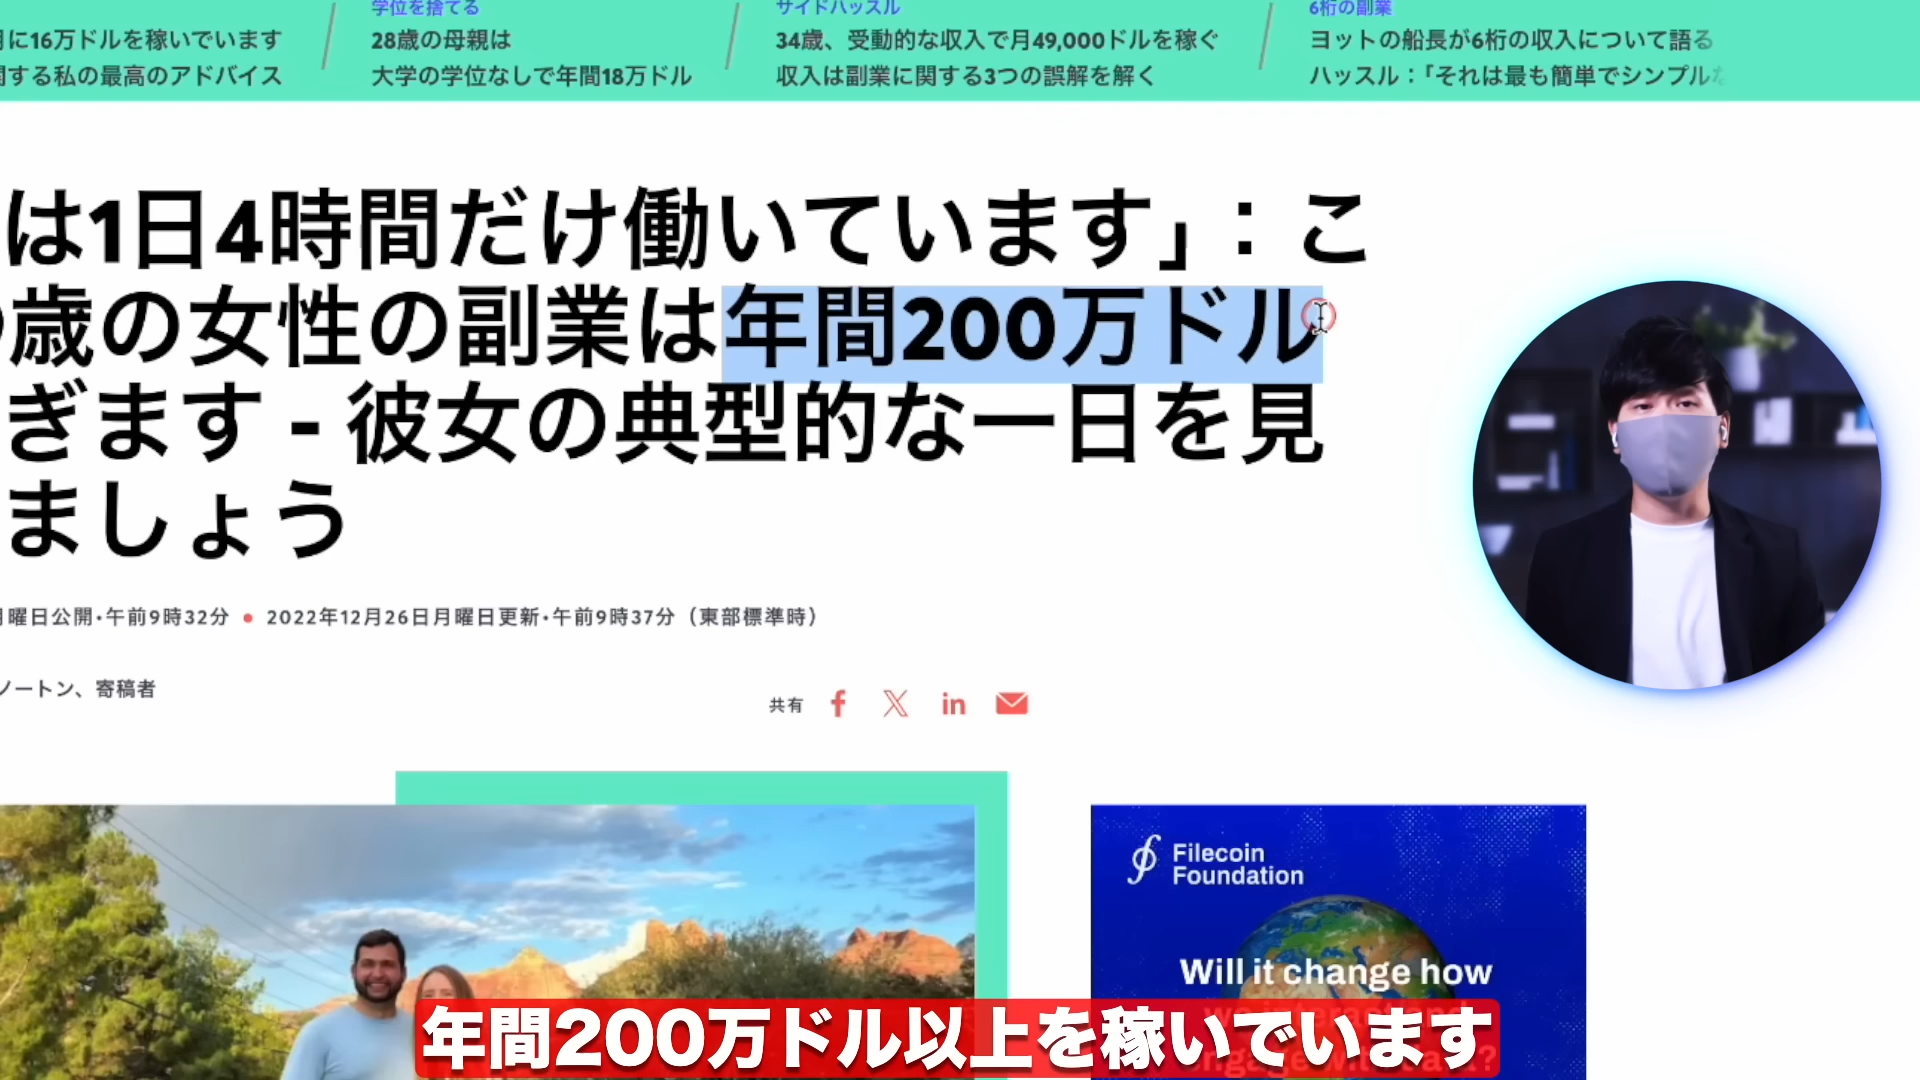 学位を捨てる
サイドハッスル
6桁の副業
に16万ドルを稼いでいます
28歳の母親は
34歳、受動的な収入で月49,000ドルを稼ぐ
ヨットの船長が6桁の収入について語る
する私の最高のアドバイス
大学の学位なしで年間18万ドル
収入は副業に関する3つの誤解を解く
ハッスル：「それは最も簡単でシンプル
は1日4時間だけ働いています」：こ
歳の女性の副業は年間200万ドル
ぎます - 彼女の典型的な一日を見
ましょう
曜日公開•午前9時32分 • 2022年12月26日月曜日更新•午前9時37分（東部標準時）
ノートン、寄稿者
共有 f X in
Filecoin
Foundation
Will it change how
年間200万ドル以上を稼いでいます